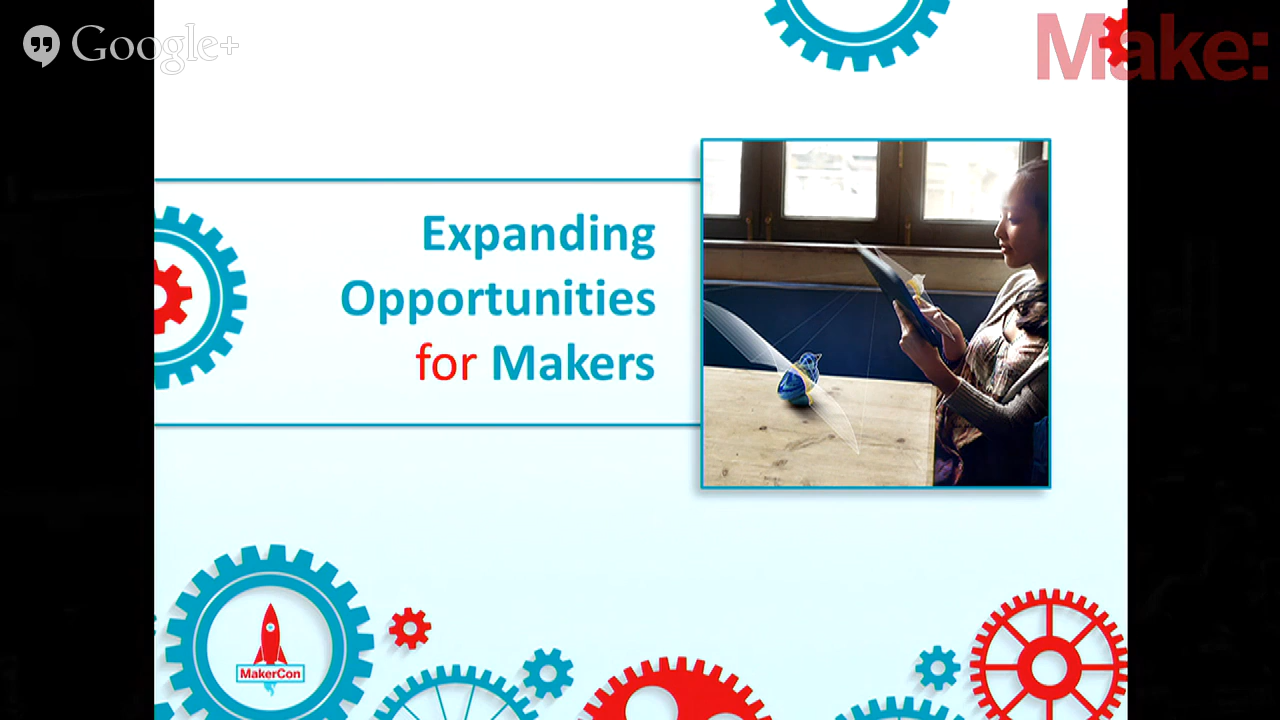 Google+
Make:
Expanding
Opportunities
for Makers
MakerCon